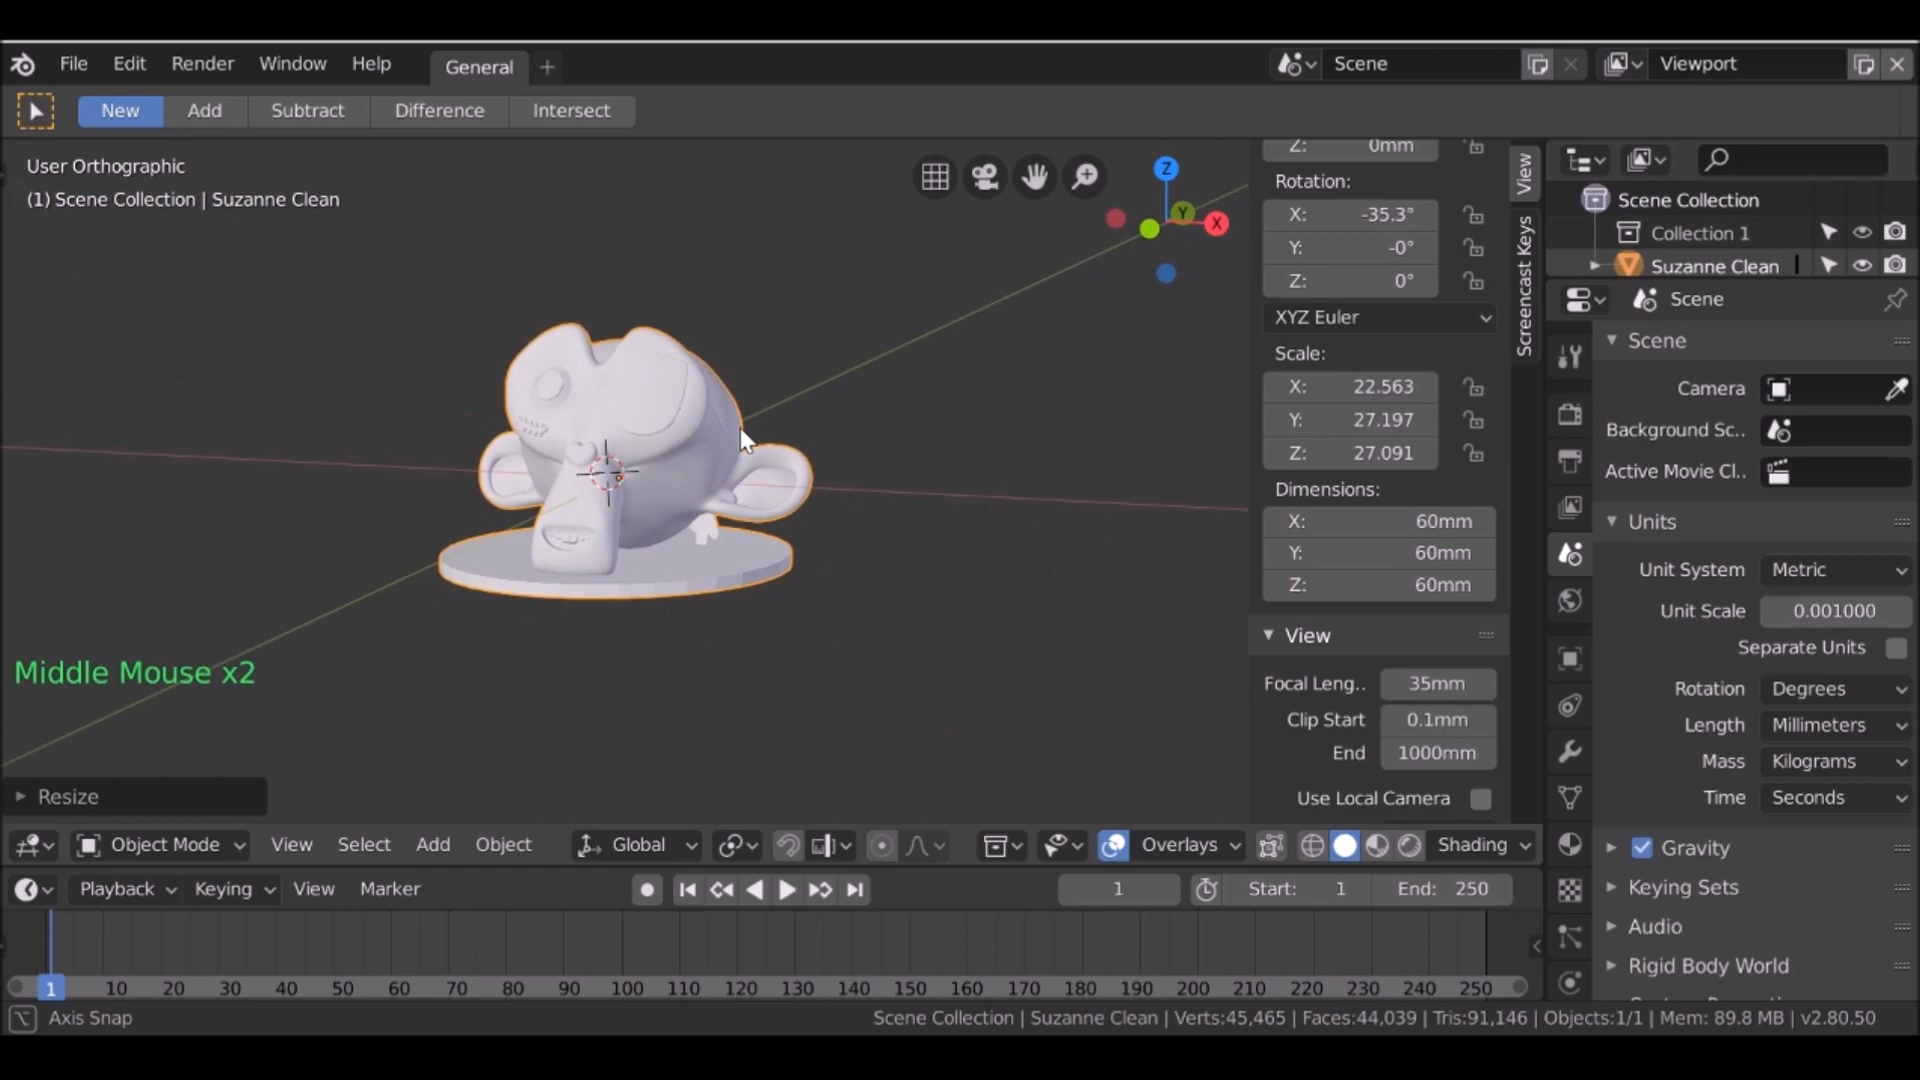 File Edit Render Window Help General + Scene Viewport
New Add Subtract Difference Intersect
User Orthographic
(1) Scene Collection | Suzanne Clean
Z
Y
X
Z: 0mm
Rotation:
X: -35.3°
Y: -0°
Z: 0°
XYZ Euler
Scale:
X: 22.563
Y: 27.197
Z: 27.091
Dimensions:
X: 60mm
Y: 60mm
Z: 60mm
View
Focal Leng.. 35mm
Clip Start 0.1mm
End 1000mm
Use Local Camera
View
Screencast Keys
Scene Collection
Collection 1
Suzanne Clean
Scene
Scene
Camera
Background Sc..
Active Movie Cl..
Units
Unit System Metric
Unit Scale 0.001000
Separate Units
Rotation Degrees
Length Millimeters
Mass Kilograms
Time Seconds
Gravity
Keying Sets
Audio
Rigid Body World
Middle Mouse x2
Resize
Object Mode View Select Add Object Global Overlays Shading
Playback Keying View Marker 1 Start: 1 End: 250
1 10 20 30 40 50 60 70 80 90 100 110 120 130 140 150 160 170 180 190 200 210 220 230 240 250
Axis Snap
Scene Collection | Suzanne Clean | Verts:45,465 | Faces:44,039 | Tris:91,146 | Objects:1/1 | Mem: 89.8 MB | v2.80.50